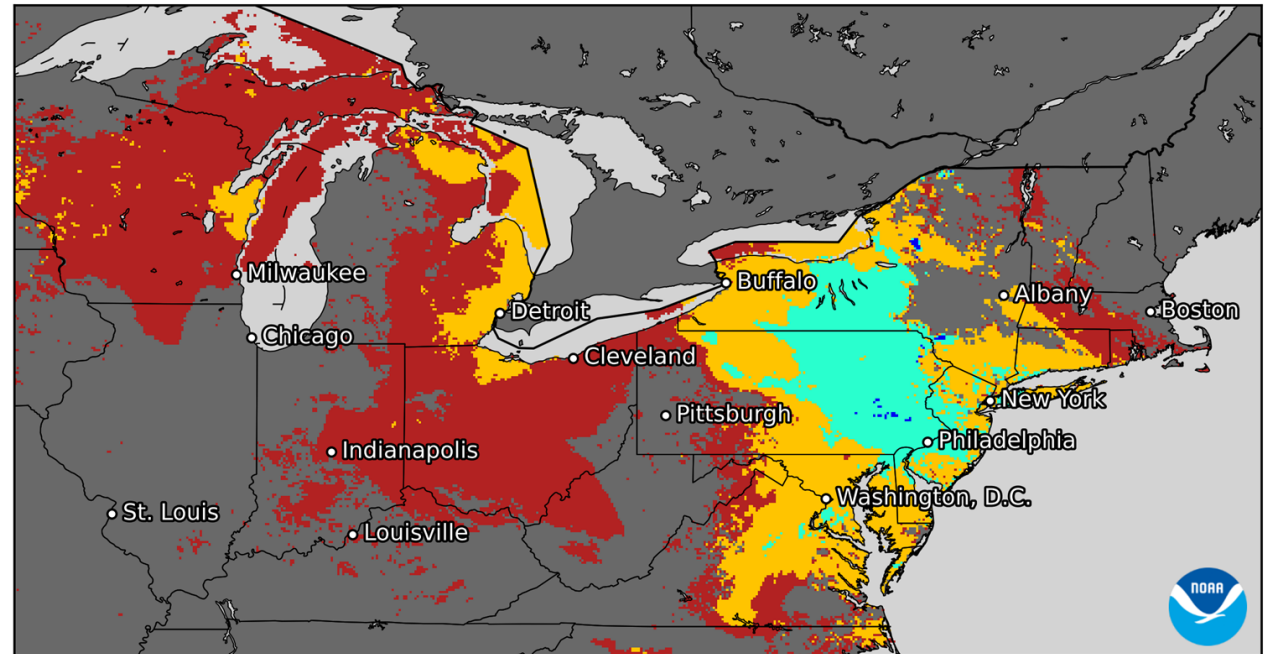 Milwaukee
Buffalo
Albany
Detroit
Boston
Chicago
Cleveland
New York
Pittsburgh
Philadelphia
Indianapolis
Washington, D.C.
St. Louis
Louisville
NOAA